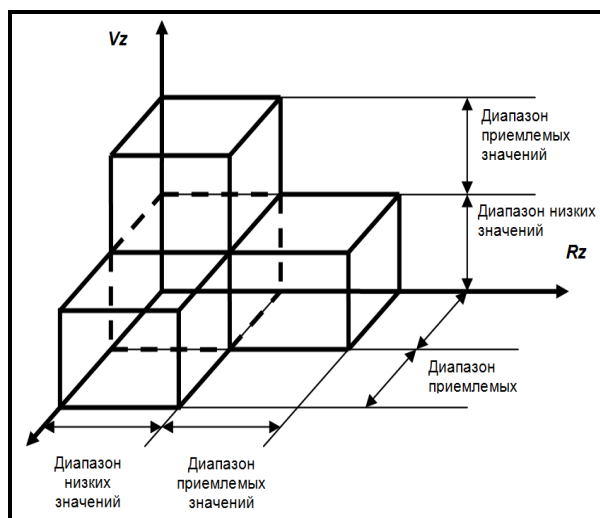 Vz
Диапазон
приемлемых
значений
Диапазон низких
значений
Rz
Диапазон
приемлемых
Диапазон
низких
значений
Диапазон
приемлемых
значений